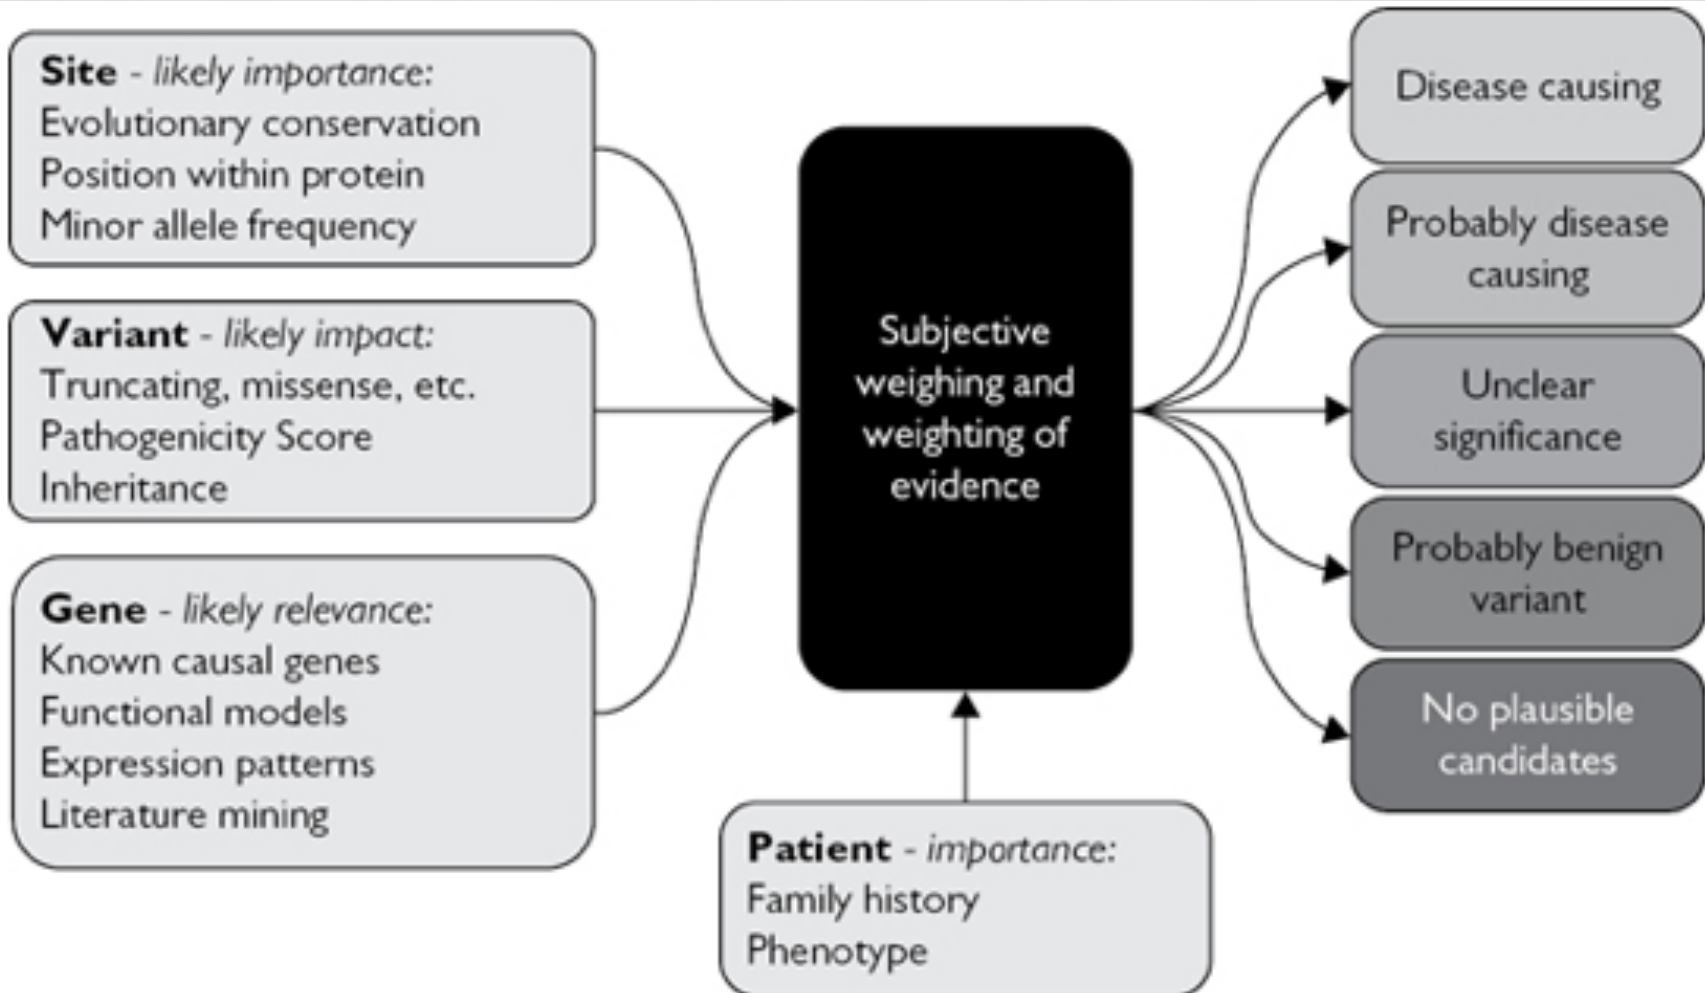 Site - likely importance:
Evolutionary conservation
Position within protein
Minor allele frequency
Variant - likely impact:
Truncating, missense, etc.
Pathogenicity Score
Inheritance
Gene - likely relevance:
Known causal genes
Functional models
Expression patterns
Literature mining
Subjective
weighing and
weighting of
evidence
Patient - importance:
Family history
Phenotype
Disease causing
Probably disease
causing
Unclear
significance
Probably benign
variant
No plausible
candidates